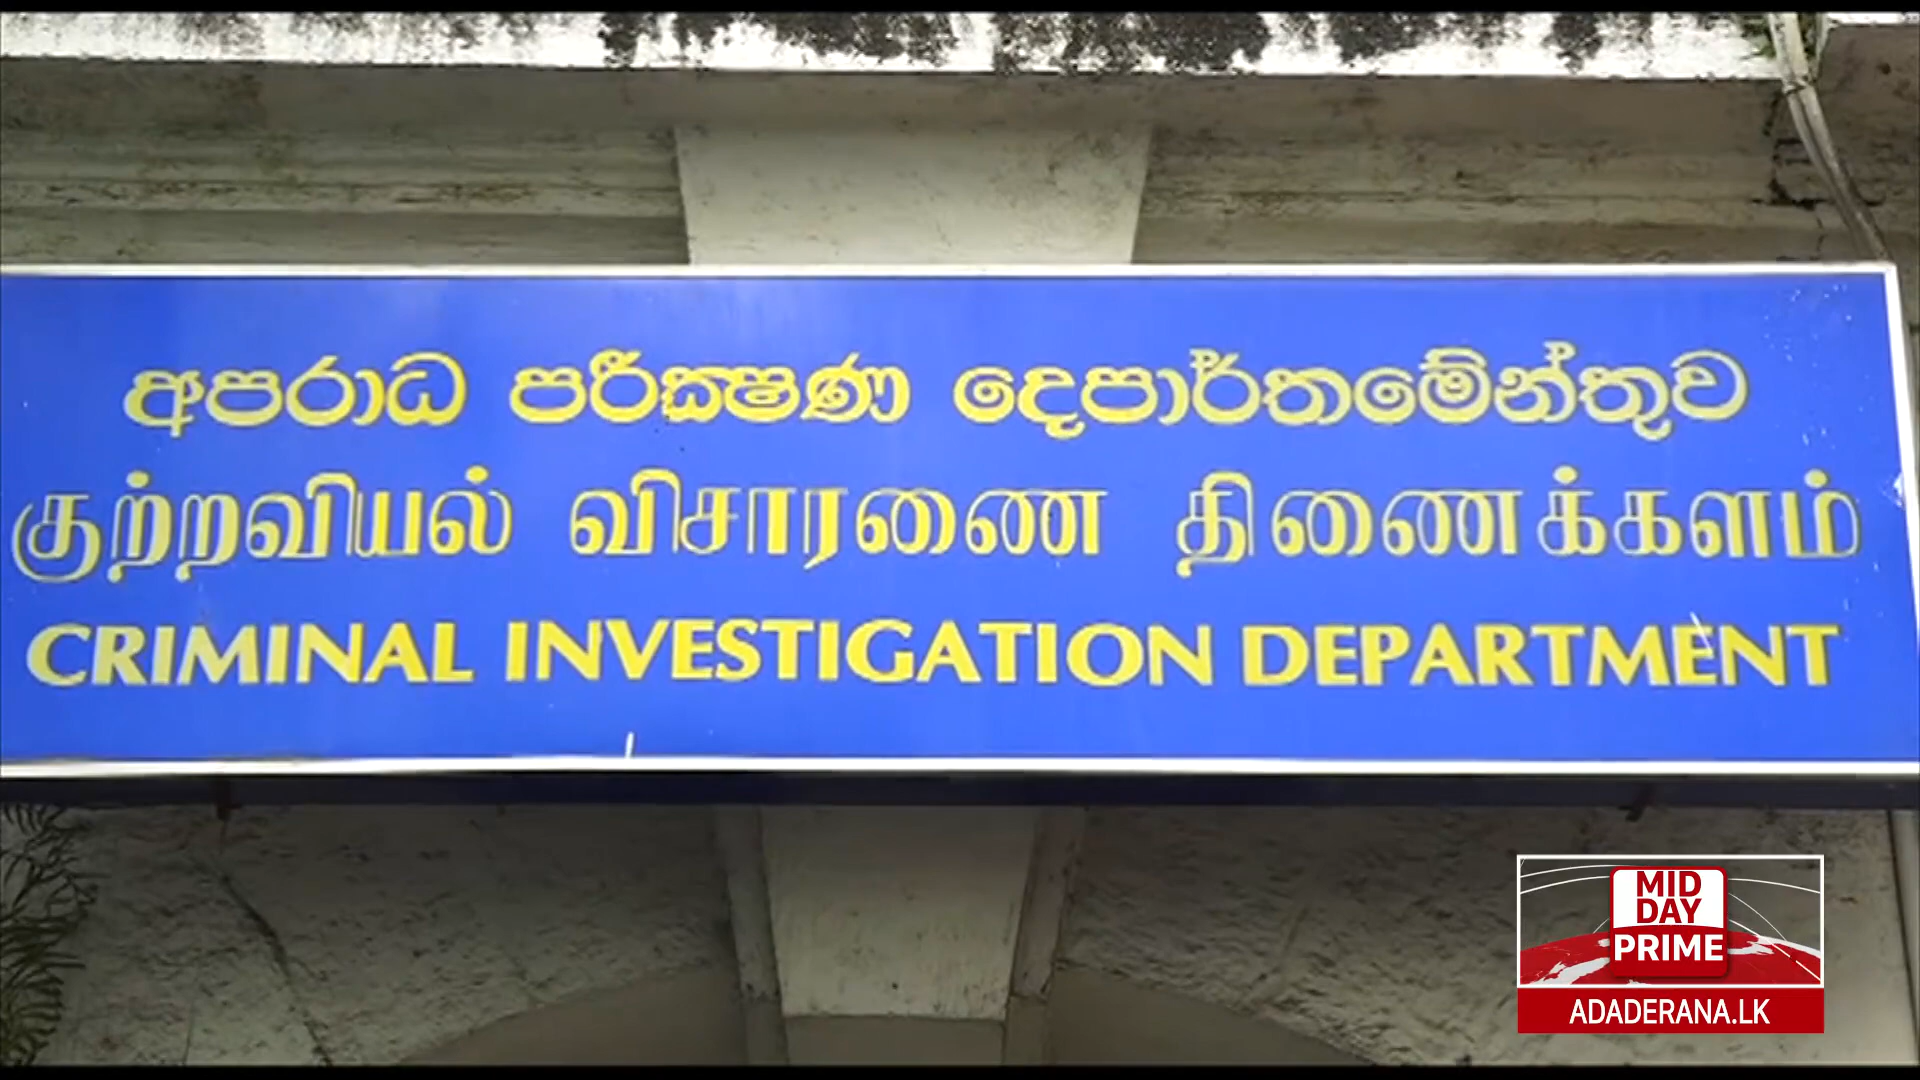 අපරාධ පරීක්ෂණ දෙපාර්තමේන්තුව
குற்றவியல் விசாரணை திணைக்களம்
CRIMINAL INVESTIGATION DEPARTMENT
MID
DAY
PRIME
ADADERANA.LK